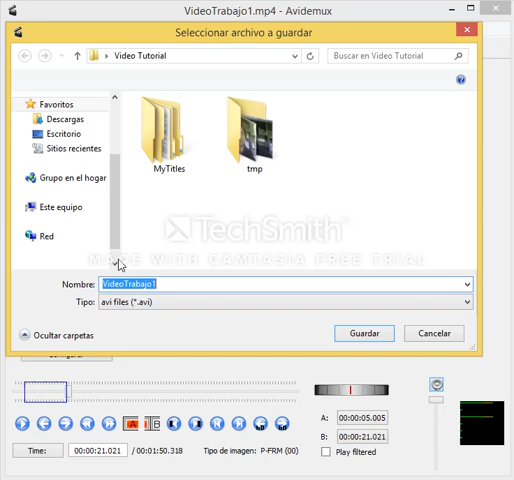 VideoTrabajo1.mp4 - Avidemux
Seleccionar archivo a guardar
Video Tutorial
Buscar en Video Tutorial
Favoritos
Descargas
Escritorio
Sitios recientes
Grupo en el hogar
Este equipo
Red
MyTitles
tmp
TechSmith
MADE WITH CAMTASIA FREE TRIAL
Nombre: VideoTrabajo1
Tipo: avi files (*.avi)
Ocultar carpetas
Guardar
Cancelar
Configurar
A
B
A: 00:00:05.005
B: 00:00:21.021
Time: 00:00:21.021 / 00:01:50.318 Tipo de imagen: P-FRM (00)
Play filtered